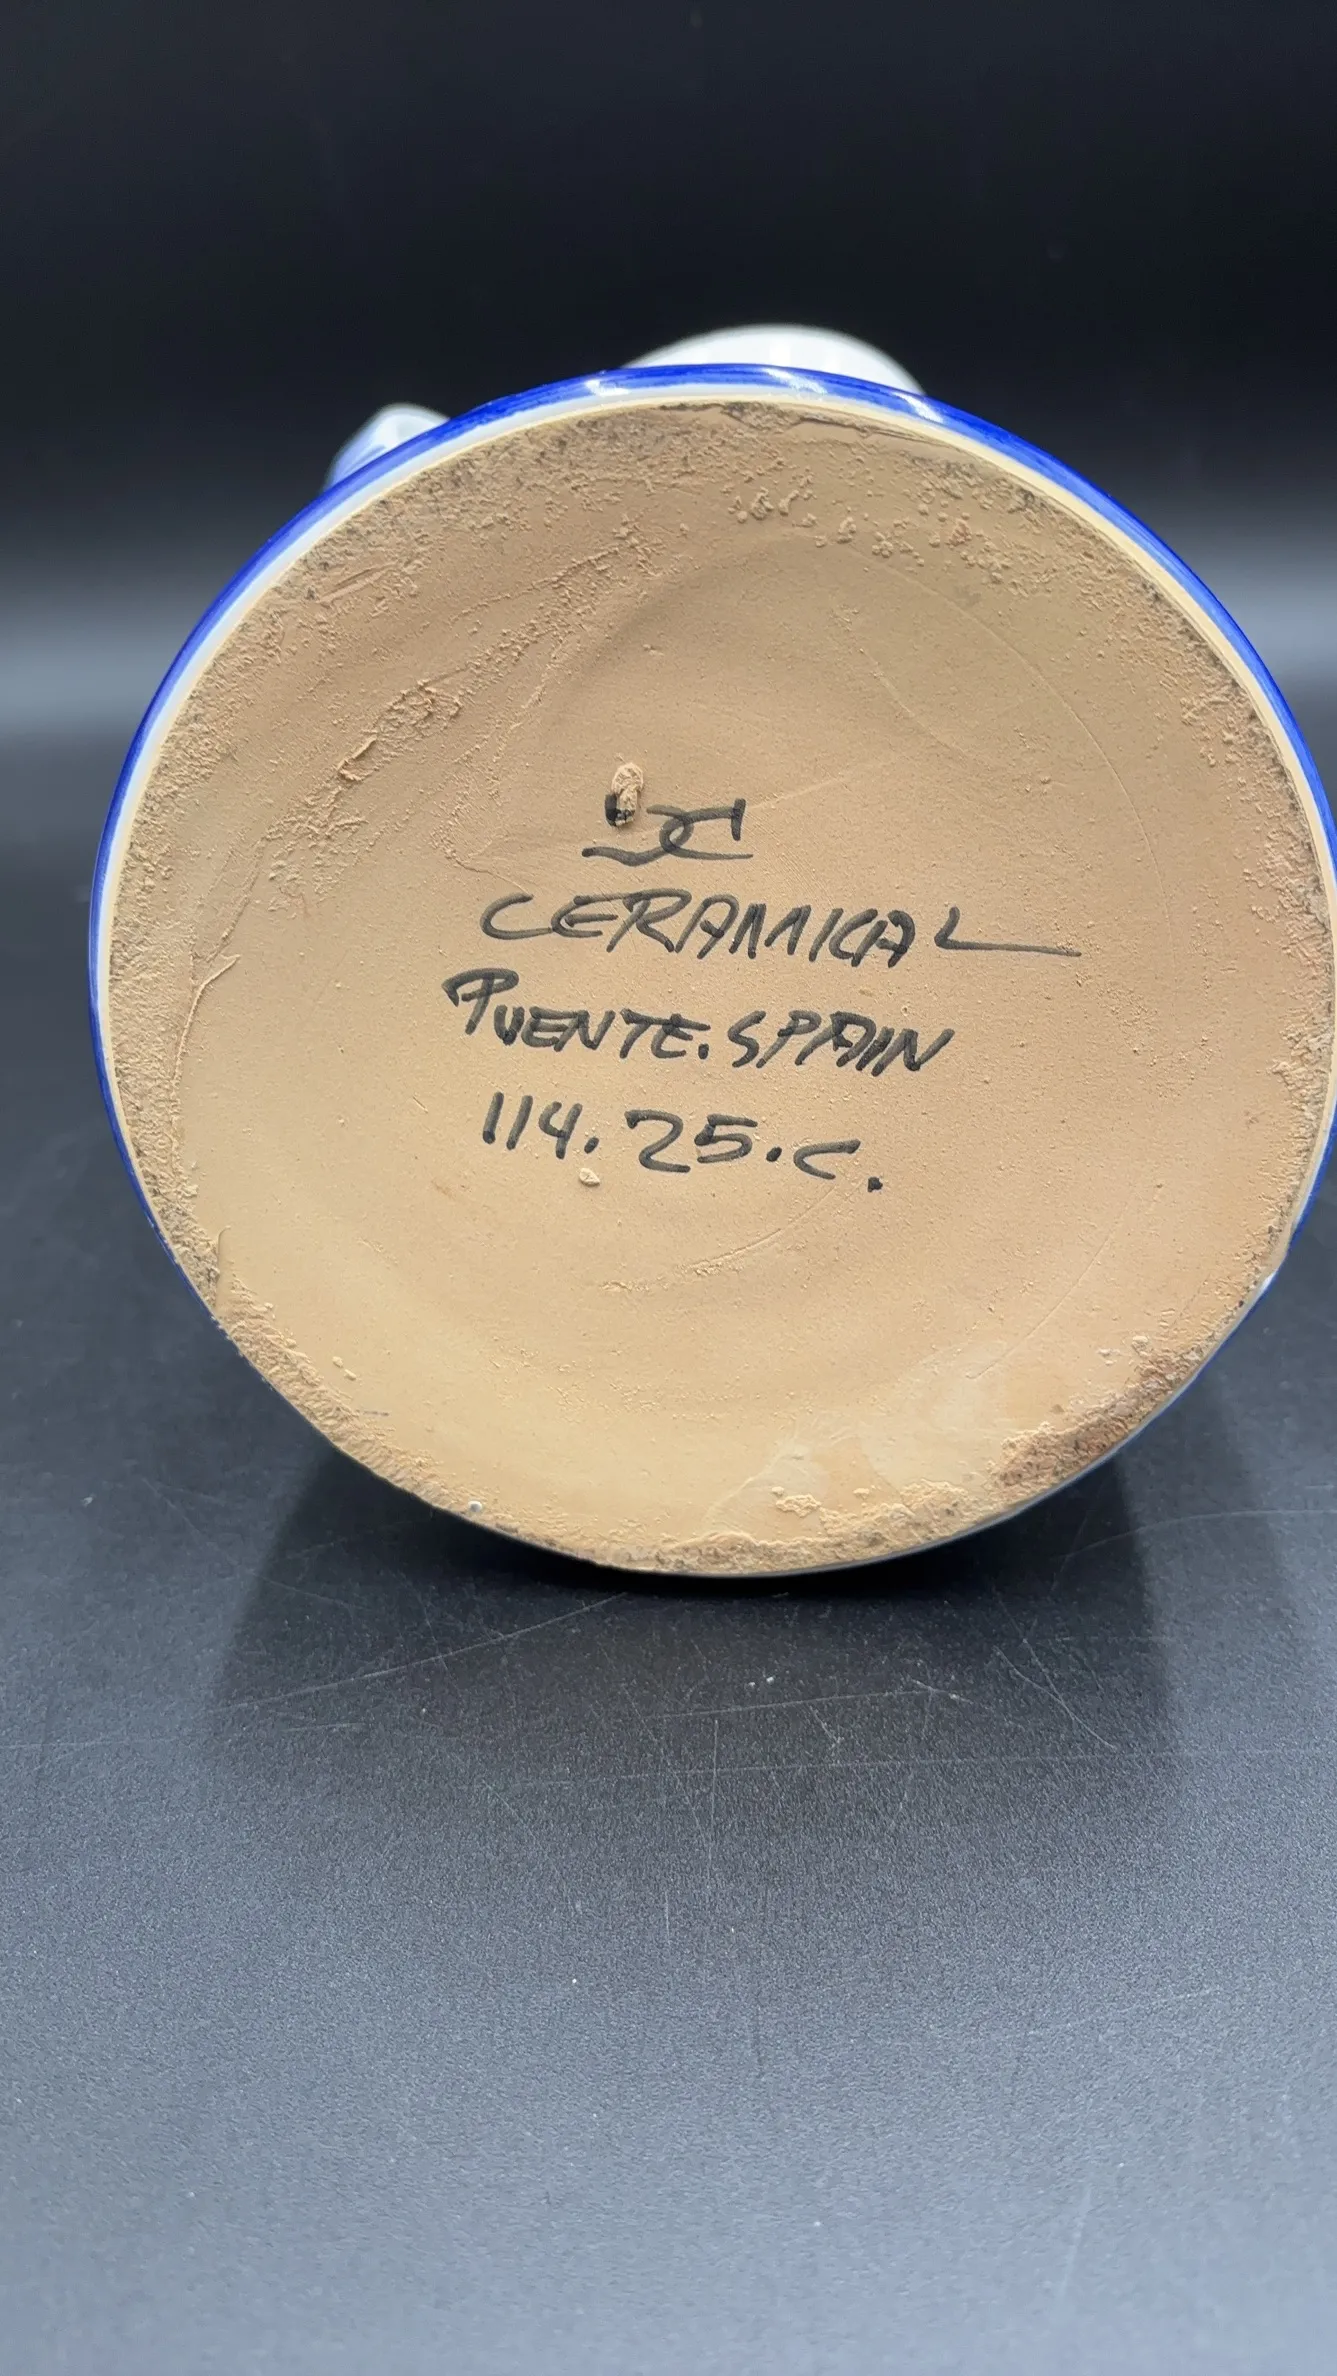 CERAMICAL
PUENTE. SPAIN
114. 25. C.